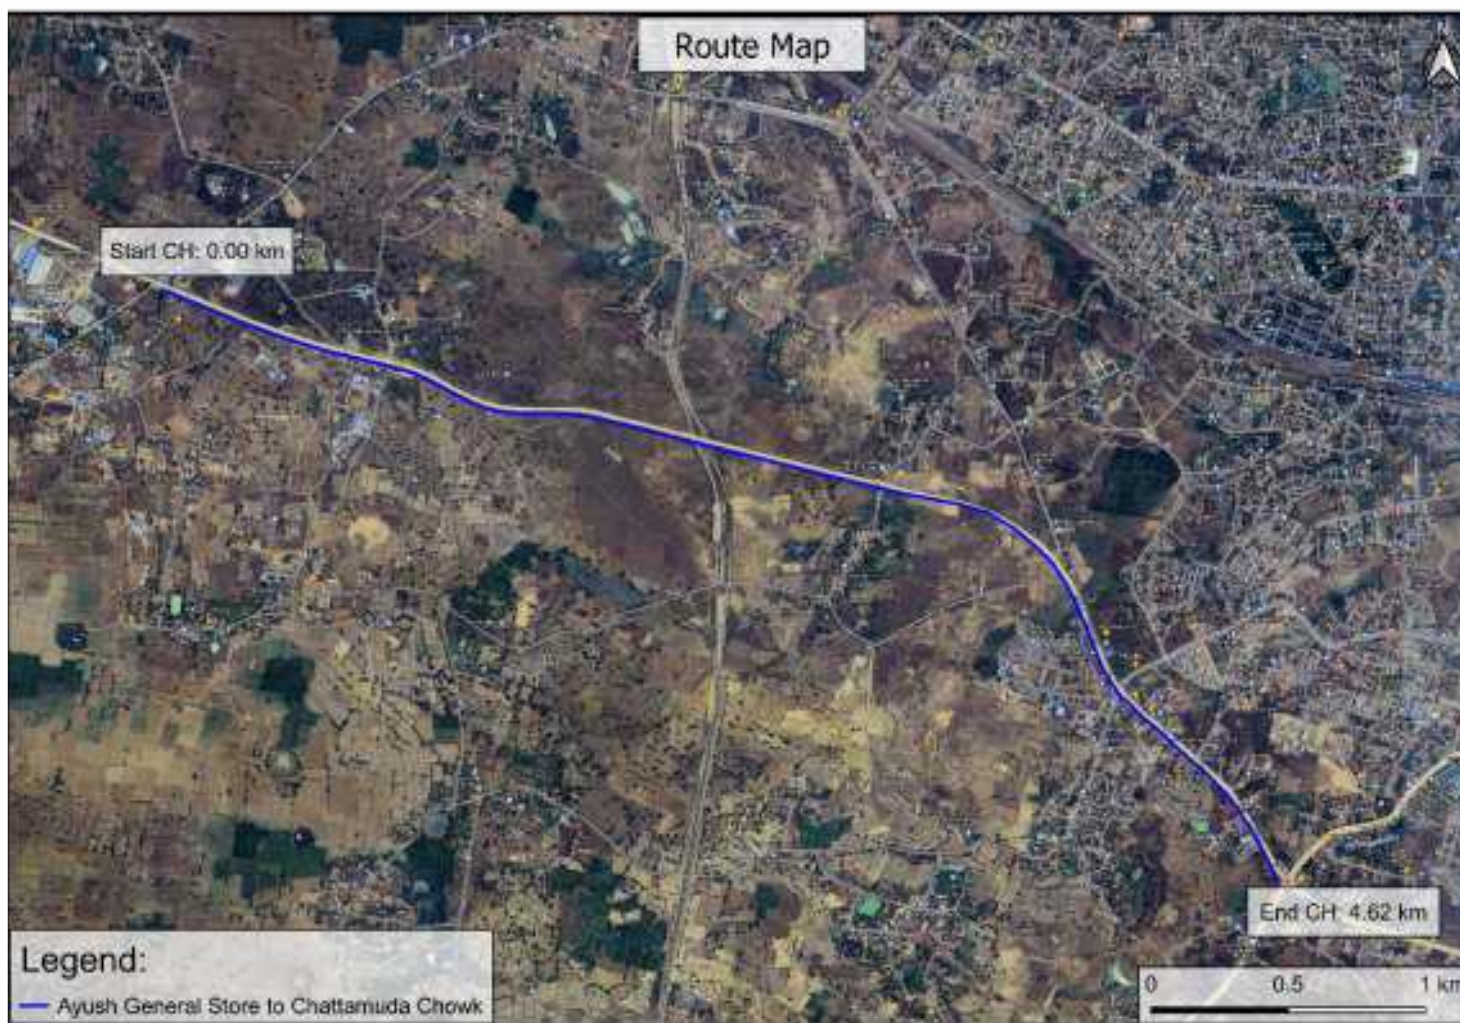 Route Map
Start CH: 0.00 km
End CH: 4.62 km
Legend:
Ayush General Store to Chattamuda Chowk
0 0.5 1 km